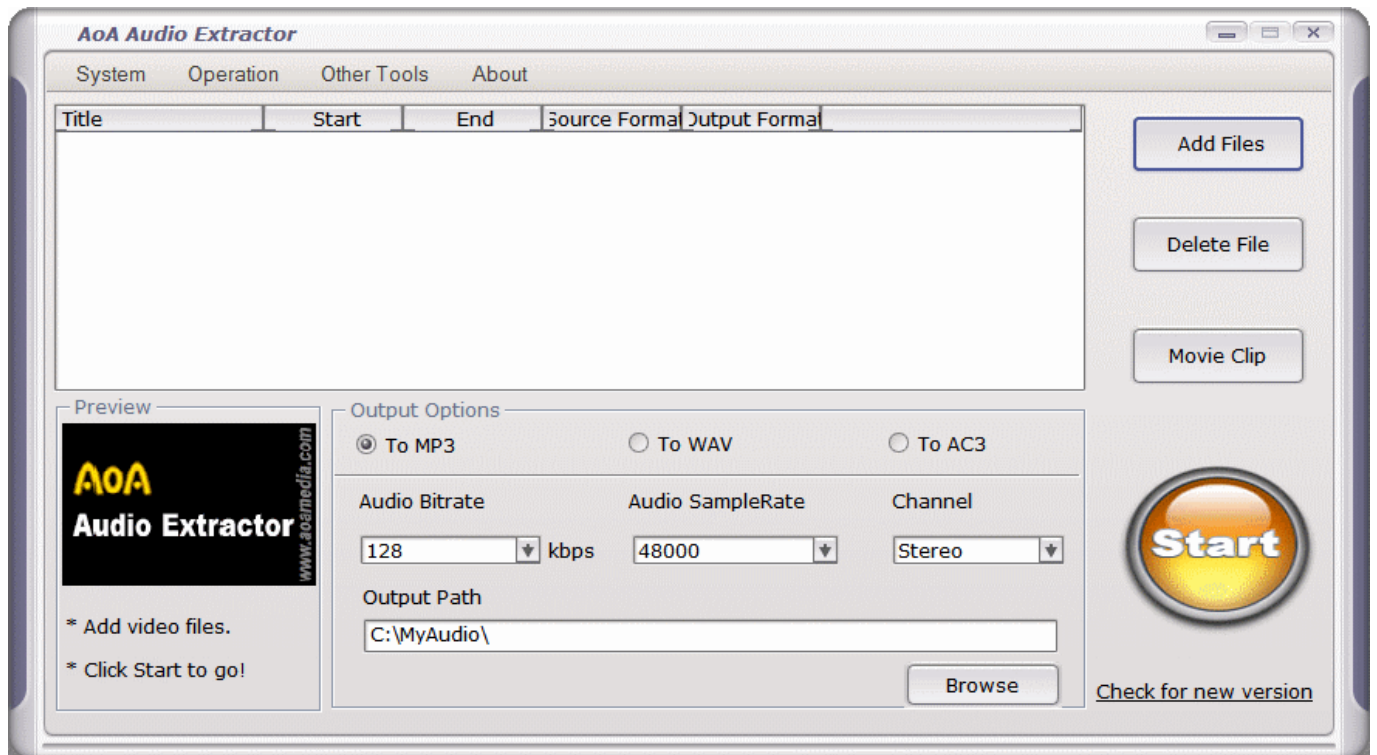 AoA Audio Extractor
System Operation Other Tools About
Title Start End Source Format Output Format
Add Files
Delete File
Movie Clip
Preview
AoA
Audio Extractor
www.aoamedia.com
* Add video files.
* Click Start to go!
Output Options
To MP3 To WAV To AC3
Audio Bitrate Audio SampleRate Channel
128 kbps 48000 Stereo
Output Path
C:\MyAudio\
Browse
Start
Check for new version